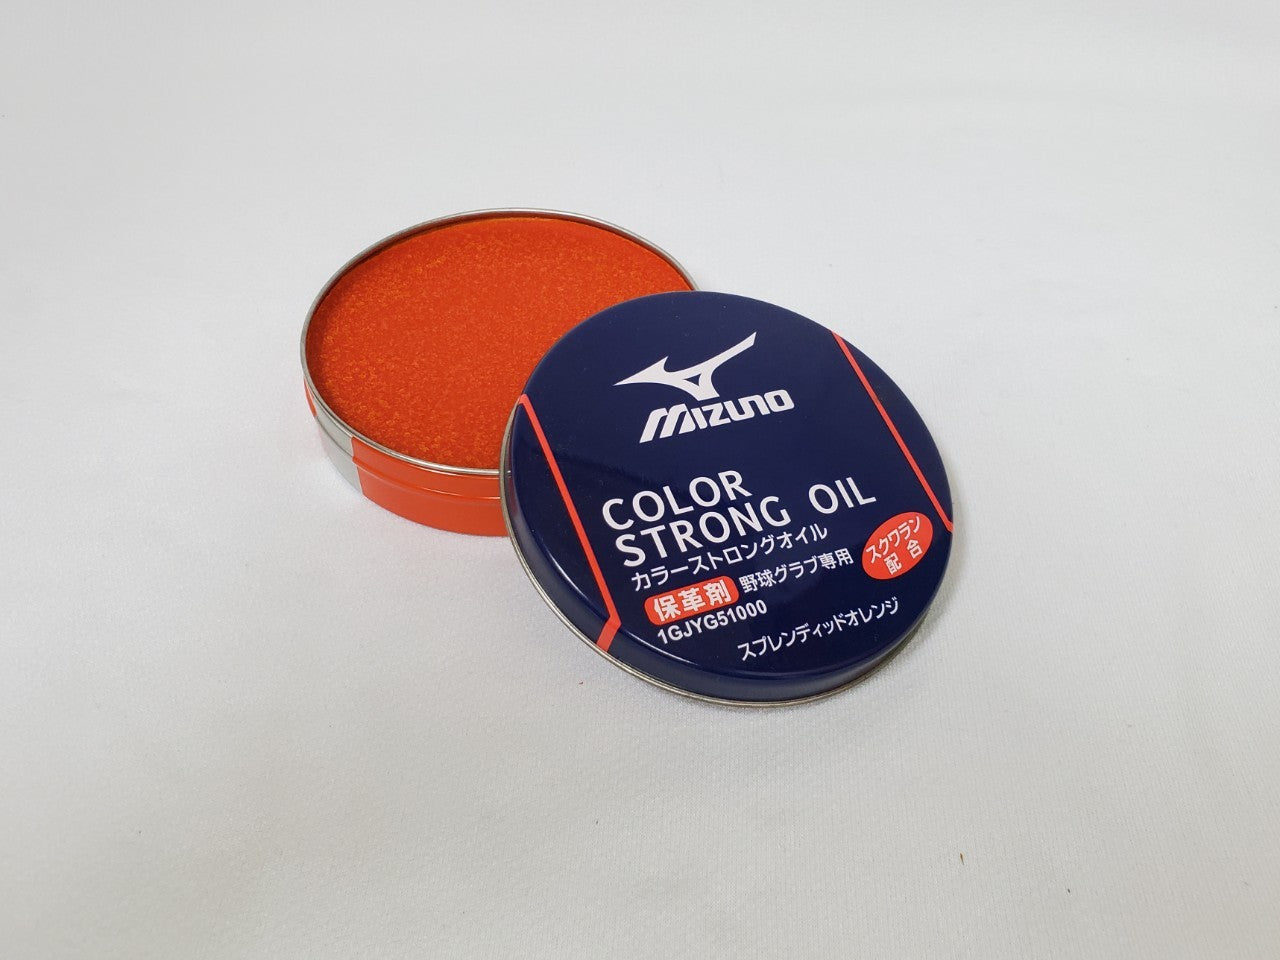 MIZUNO
COLOR
STRONG OIL
カラーストロングオイル
保革剤 野球グラブ専用
スクワラン
配合
1GJYG51000
スプレンディッドオレンジ